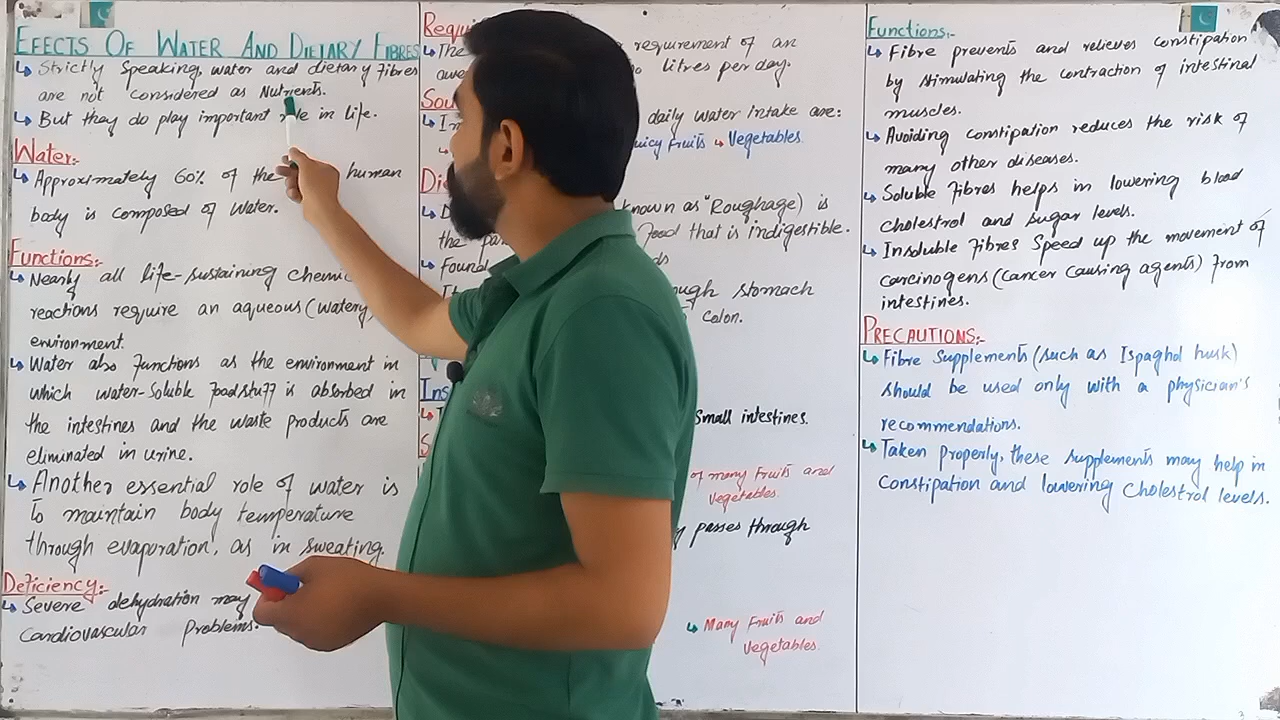 EFFECTS OF WATER AND DIETARY FIBRES
↳ Strictly Speaking, water and dietary fibres
are not considered as Nutrients.
↳ But they do play important role in life.
Water:-
↳ Approximately 60% of the human
body is composed of water.
Functions:-
↳ Nearly all life-sustaining
reactions require an aqueous (watery)
environment.
↳ Water also functions as the environment in
which water-soluble foodstuff is absorbed in
the intestines and the waste products are
eliminated in urine.
↳ Another essential role of water is
To maintain body temperature
through evaporation, as in sweating.
Deficiency:-
↳ Severe dehydration may
Cardiovascular Problems.
↳ The requirement of an
litres per day.
daily water intake are:
↳ Vegetables
known as "Roughage) is
the food that is indigestible.
↳ Found
stomach
Colon.
Small intestines.
of many Fruits and
vegetables.
passes through
↳ Many Fruits and
vegetables.
Functions:-
↳ Fibre prevents and relieves constipation
by stimulating the contraction of intestinal
muscles.
↳ Avoiding constipation reduces the risk of
many other diseases.
↳ Soluble Fibres helps in lowering blood
cholestrol and sugar levels.
↳ Insoluble Fibres Speed up the movement of
carcinogens (cancer causing agents) from
intestines.
PRECAUTIONS:-
↳ Fibre supplements (such as Ispaghol husk)
should be used only with a physician's
recommendations.
↳ Taken properly, these supplements may help in
constipation and lowering cholestrol levels.